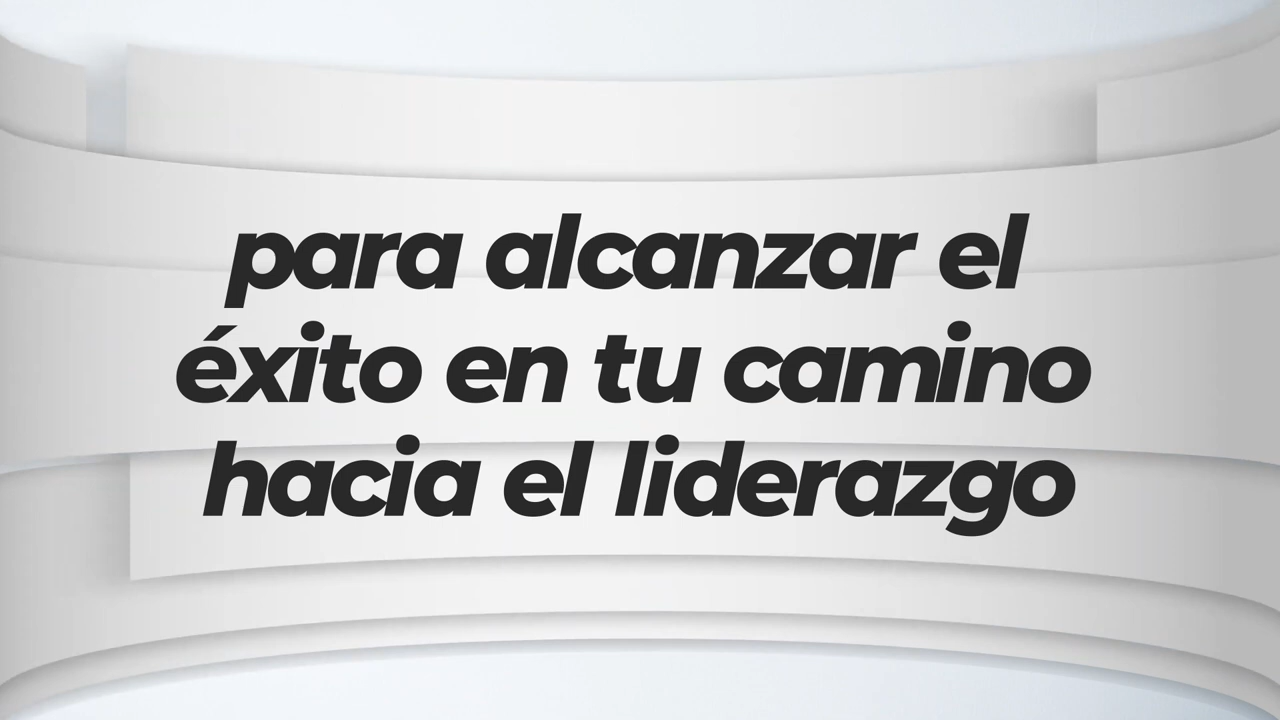 para alcanzar el
éxito en tu camino
hacia el liderazgo